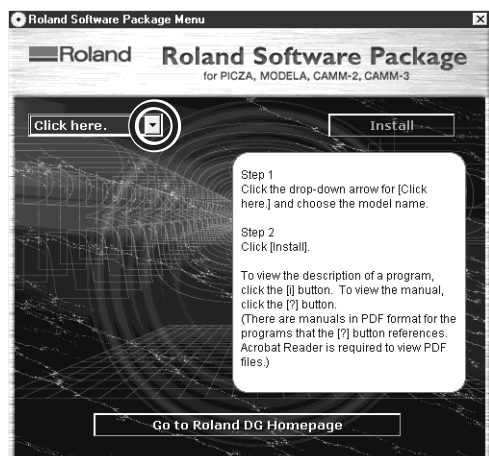 Roland Software Package Menu
Roland
Roland Software Package
for PICZA, MODELA, CAMM-2, CAMM-3
Click here.
Install
Step 1
Click the drop-down arrow for [Click
here.] and choose the model name.
Step 2
Click [Install].
To view the description of a program,
click the [i] button.  To view the manual,
click the [?] button.
(There are manuals in PDF format for the
programs that the [?] button references.
Acrobat Reader is required to view PDF
files.)
Go to Roland DG Homepage